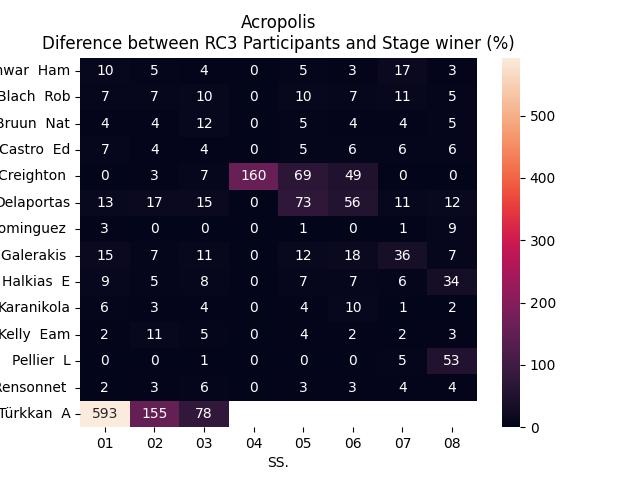 Acropolis
Diference between RC3 Participants and Stage winer (%)
nwar Ham 10 5 4 0 5 3 17 3
Blach Rob 7 7 10 0 10 7 11 5
Bruun Nat 4 4 12 0 5 4 4 5
Castro Ed 7 4 4 0 5 6 6 6
Creighton 0 3 7 160 69 49 0 0
Delaportas 13 17 15 0 73 56 11 12
ominguez 3 0 0 0 1 0 1 9
Galerakis 15 7 11 0 12 18 36 7
Halkias E 9 5 8 0 7 7 6 34
Karanikola 6 3 4 0 4 10 1 2
Kelly Eam 2 11 5 0 4 2 2 3
Pellier L 0 0 1 0 0 0 5 53
Rensonnet 2 3 6 0 3 3 4 4
Türkkan A 593 155 78
01 02 03 04 05 06 07 08
SS.
500
400
300
200
100
0